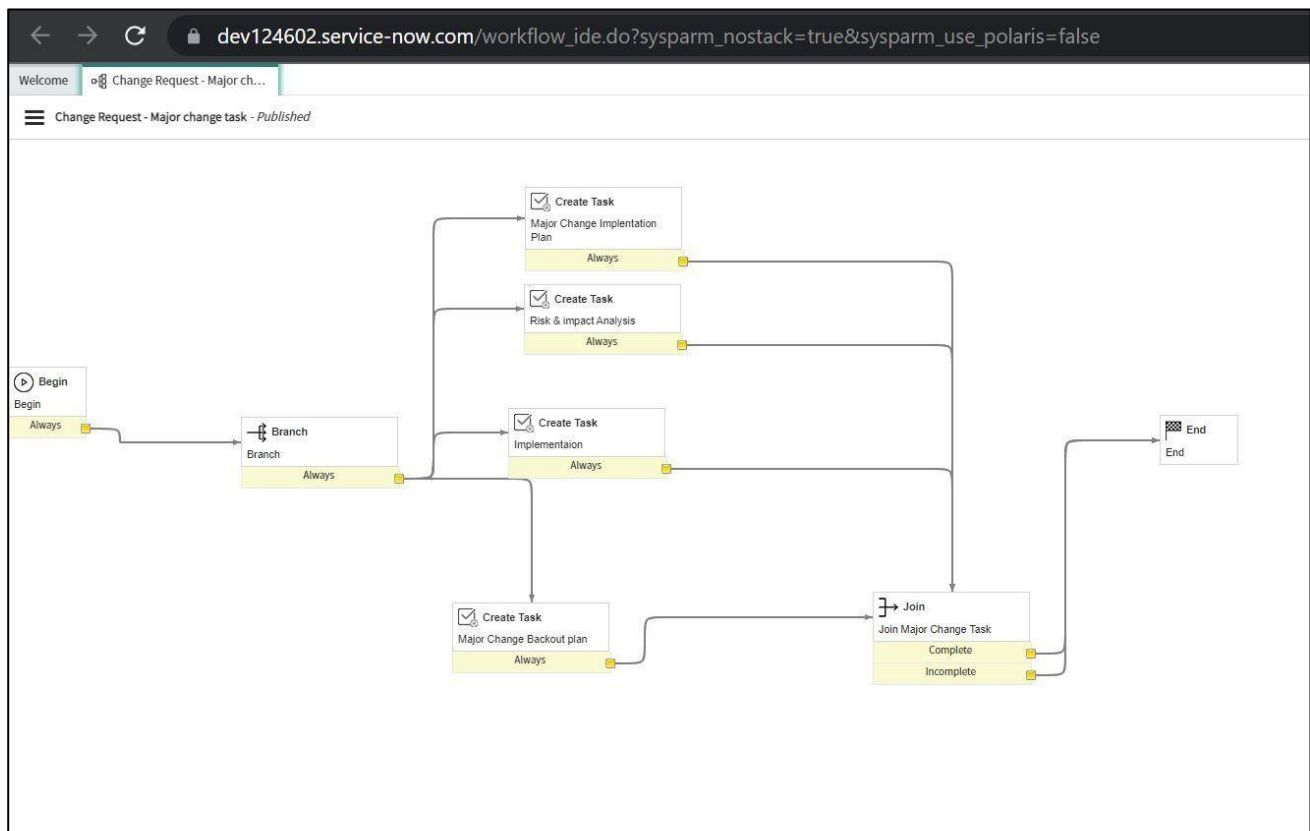 dev124602.service-now.com/workflow_ide.do?sysparm_nostack=true&sysparm_use_polaris=false
Welcome
Change Request - Major ch...
Change Request - Major change task - Published
Create Task
Major Change Implentation
Plan
Always
Create Task
Risk & impact Analysis
Always
Begin
Begin
Always
Branch
Branch
Always
Create Task
Implementaion
Always
End
End
Create Task
Major Change Backout plan
Always
Join
Join Major Change Task
Complete
Incomplete